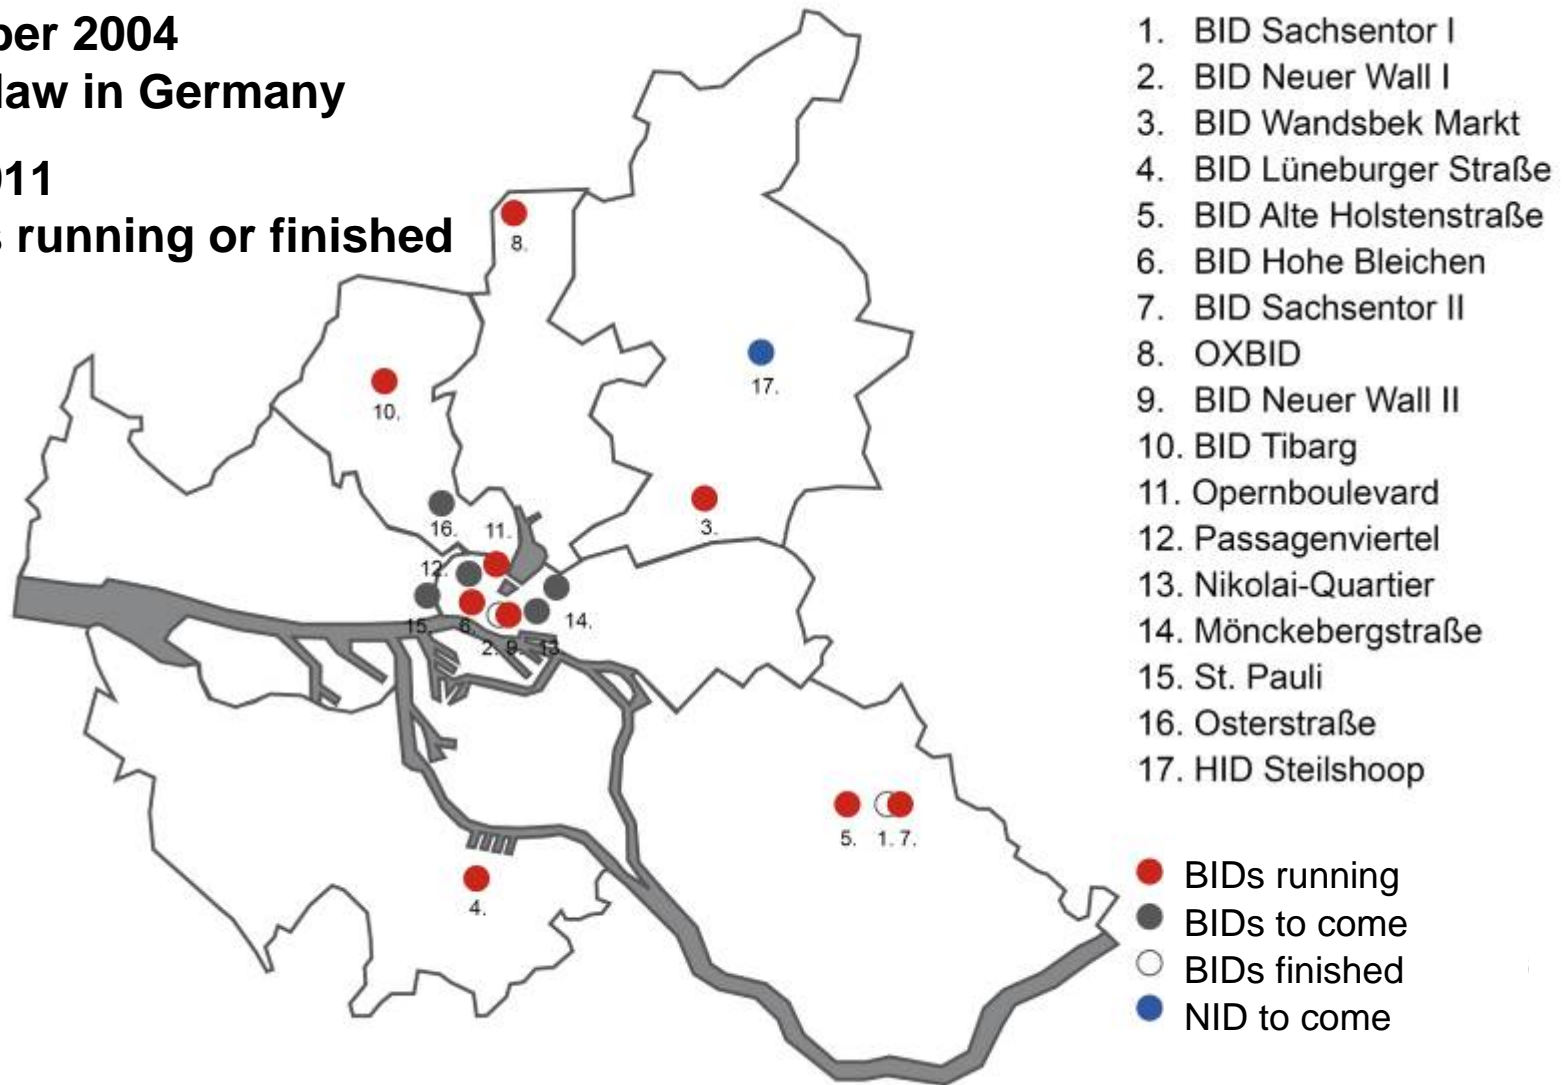 ber 2004
law in Germany
011
s running or finished
1. BID Sachsentor I
2. BID Neuer Wall I
3. BID Wandsbek Markt
4. BID Lüneburger Straße
5. BID Alte Holstenstraße
6. BID Hohe Bleichen
7. BID Sachsentor II
8. OXBID
9. BID Neuer Wall II
10. BID Tibarg
11. Opernboulevard
12. Passagenviertel
13. Nikolai-Quartier
14. Mönckebergstraße
15. St. Pauli
16. Osterstraße
17. HID Steilshoop
8.
17.
10.
16. 11.
3.
12.
15. 6. 14.
2. 9. 13.
5. 1. 7.
4.
BIDs running
BIDs to come
BIDs finished
NID to come